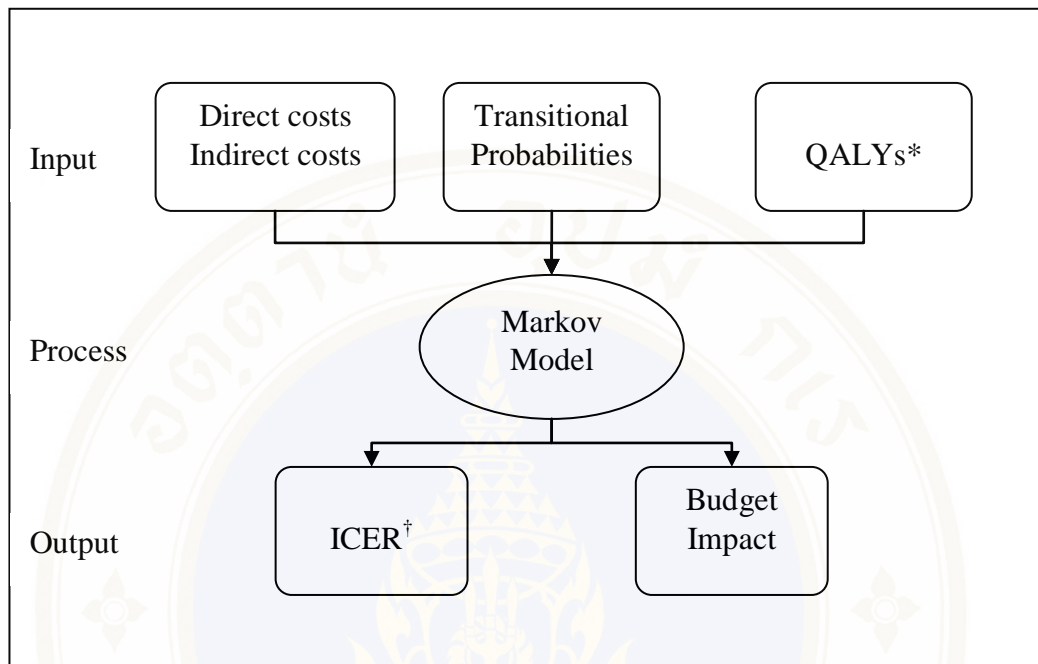 Direct costs
Indirect costs
Transitional
Probabilities
QALYs*
Input
Markov
Model
Process
Budget
Impact
ICER†
Output